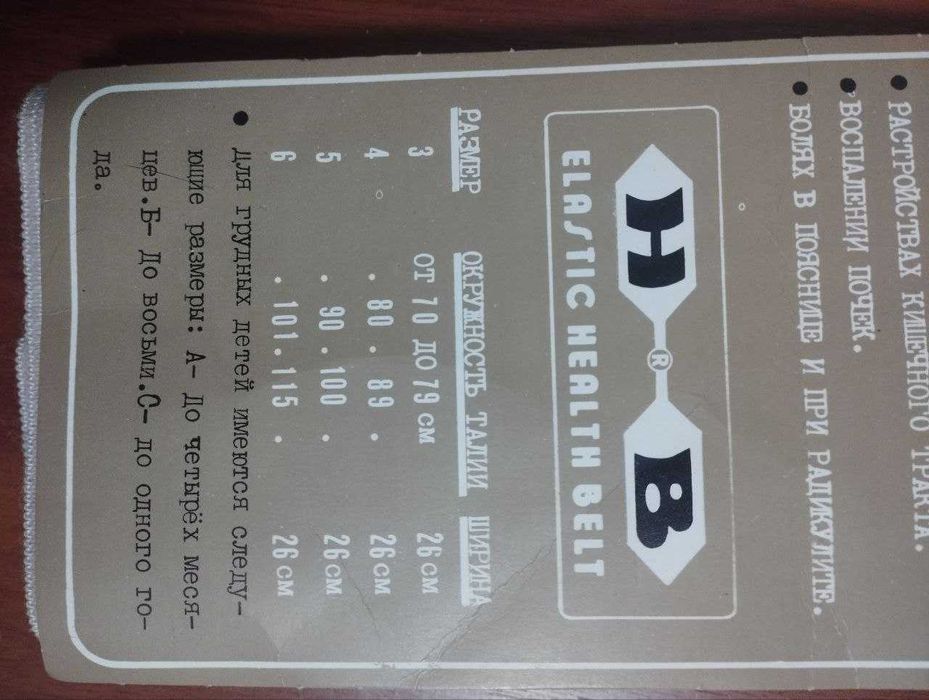 РАСТРОЙСТВАХ КИШЕЧНОГО ТРАКТА.
ВОСПАЛЕНИИ ПОЧЕК.
БОЛЯХ В ПОЯСНИЦЕ И ПРИ РАДИКУЛИТЕ.
H ® B
ELASTIC HEALTH BELT
РАЗМЕР ОКРУЖНОСТЬ ТАЛИИ ШИРИНА
3 ОТ 70 ДО 79 СМ 26 СМ
4 . 80 . 89 . 26 СМ
5 . 90 . 100 . 26 СМ
6 . 101 . 115 . 26 СМ
для грудных детей имеются следу-
ющие размеры: А- до четырёх меся-
цев.Б- До восьми.С- до одного го-
да.